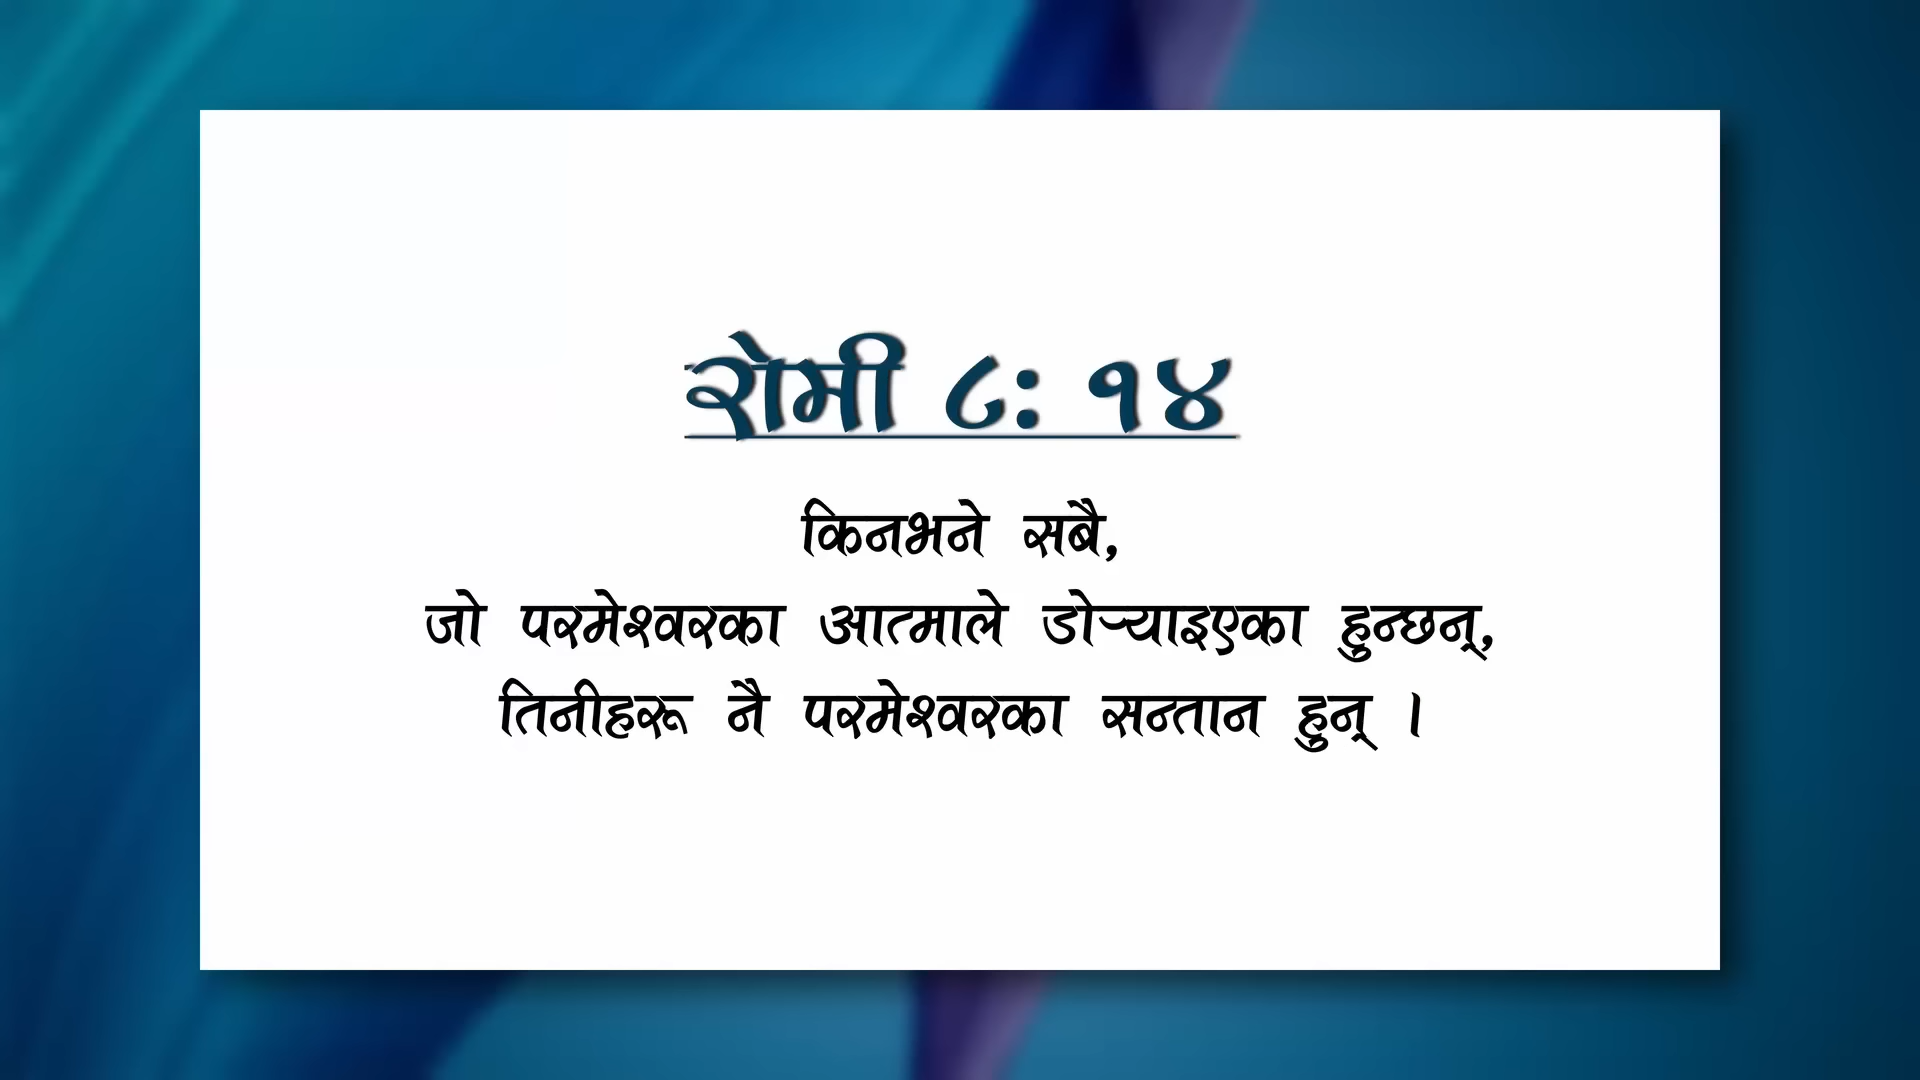 रोमी ८: १४
किनभने सबै,
जो परमेश्वरका आत्माले डोर्‍याइएका हुन्छन्,
तिनीहरू नै परमेश्वरका सन्तान हुन् ।